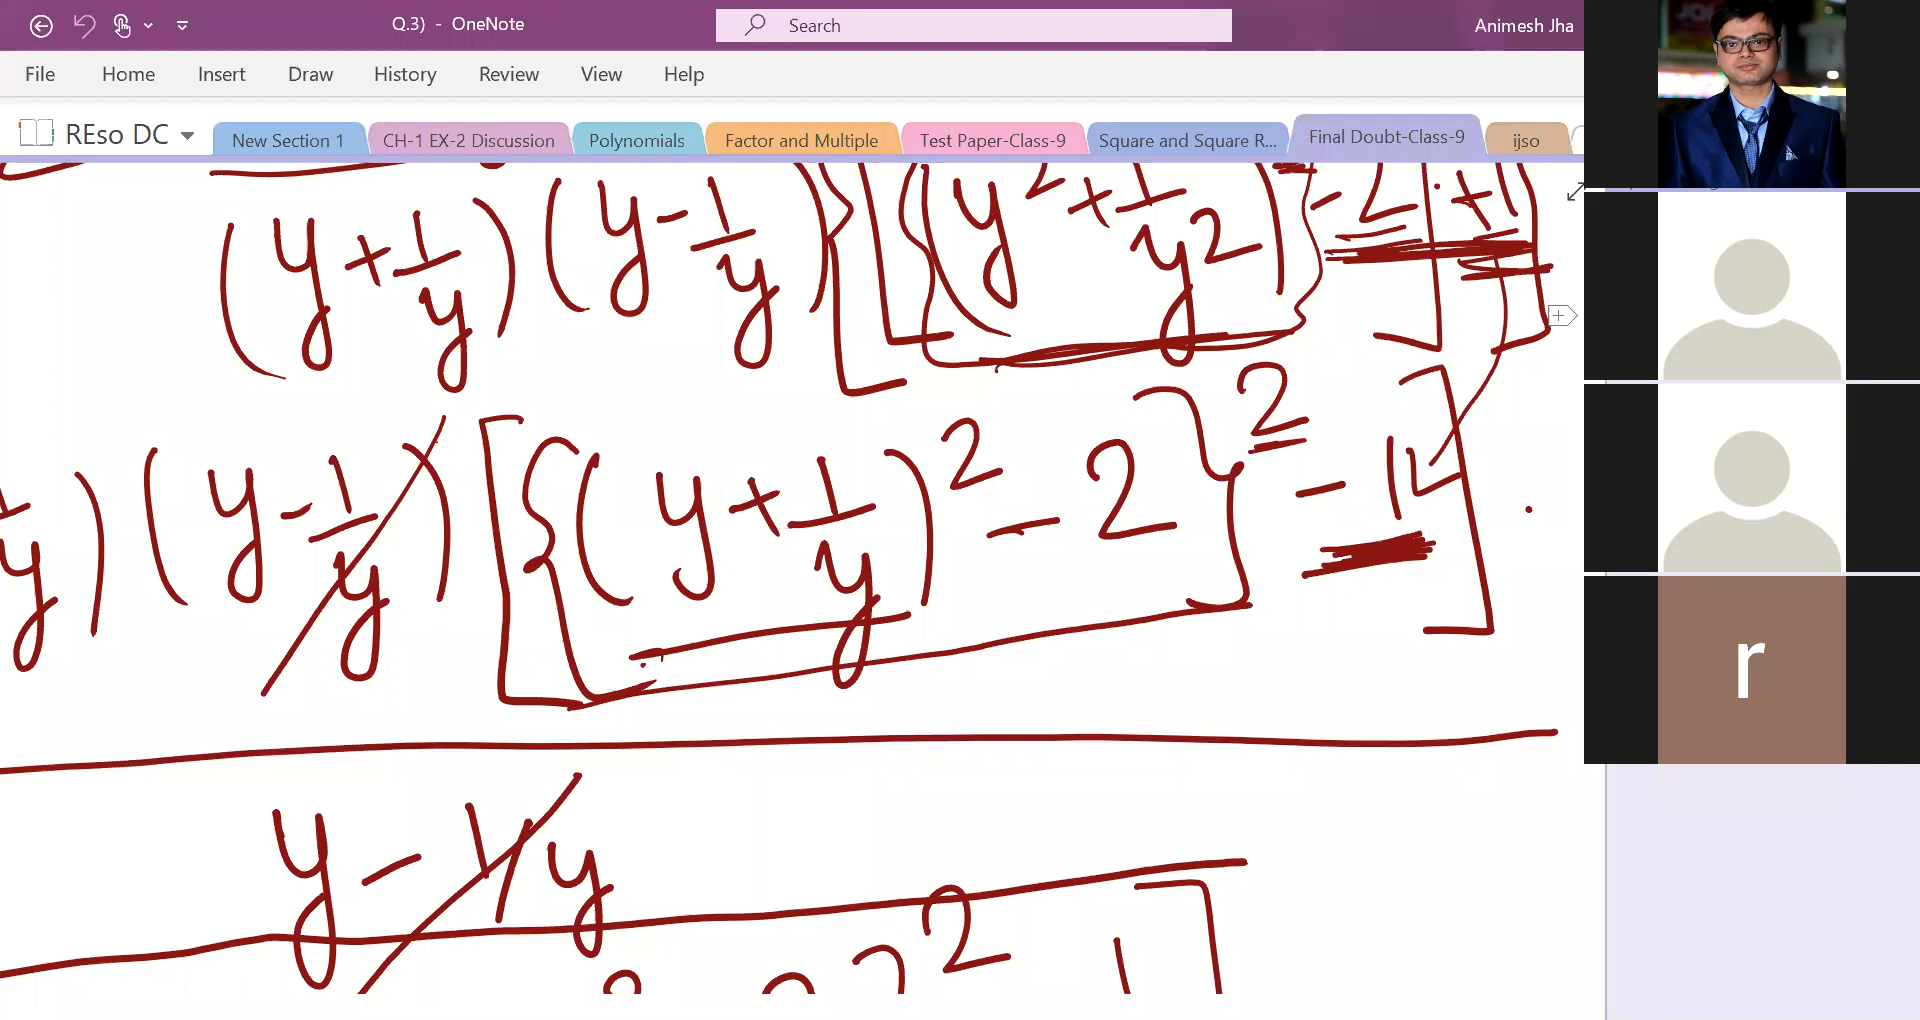 Q.3) - OneNote
Search
Animesh Jha
File Home Insert Draw History Review View Help
REso DC
New Section 1
CH-1 EX-2 Discussion
Polynomials
Factor and Multiple
Test Paper-Class-9
Square and Square R...
Final Doubt-Class-9
ijso
(y + 1/y) (y - 1/y) [[{(y² + 1/y²)} - 2] + 1]
y) (y - 1/y) [{(y + 1/y)² - 2}² - 1]
r
y - 1/y
2